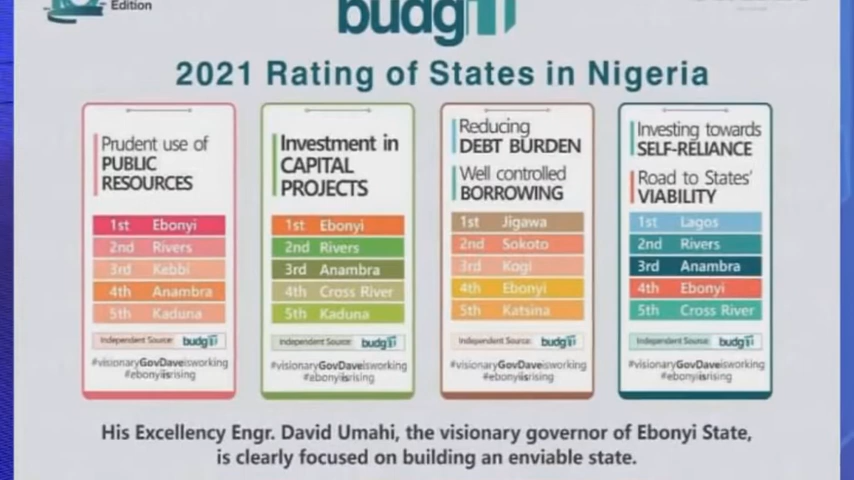 Edition
budgIT
2021 Rating of States in Nigeria
Prudent use of
PUBLIC
RESOURCES
1st Ebonyi
2nd Rivers
3rd Kebbi
4th Anambra
5th Kaduna
Independent Source: budgIT
#visionaryGovDaveisworking
#ebonyiisrising
Investment in
CAPITAL
PROJECTS
1st Ebonyi
2nd Rivers
3rd Anambra
4th Cross River
5th Kaduna
Independent Source: budgIT
#visionaryGovDaveisworking
#ebonyiisrising
Reducing
DEBT BURDEN
Well controlled
BORROWING
1st Jigawa
2nd Sokoto
3rd Kogi
4th Ebonyi
5th Katsina
Independent Source: budgIT
#visionaryGovDaveisworking
#ebonyiisrising
Investing towards
SELF-RELIANCE
Road to States'
VIABILITY
1st Lagos
2nd Rivers
3rd Anambra
4th Ebonyi
5th Cross River
Independent Source: budgIT
#visionaryGovDaveisworking
#ebonyiisrising
His Excellency Engr. David Umahi, the visionary governor of Ebonyi State,
is clearly focused on building an enviable state.